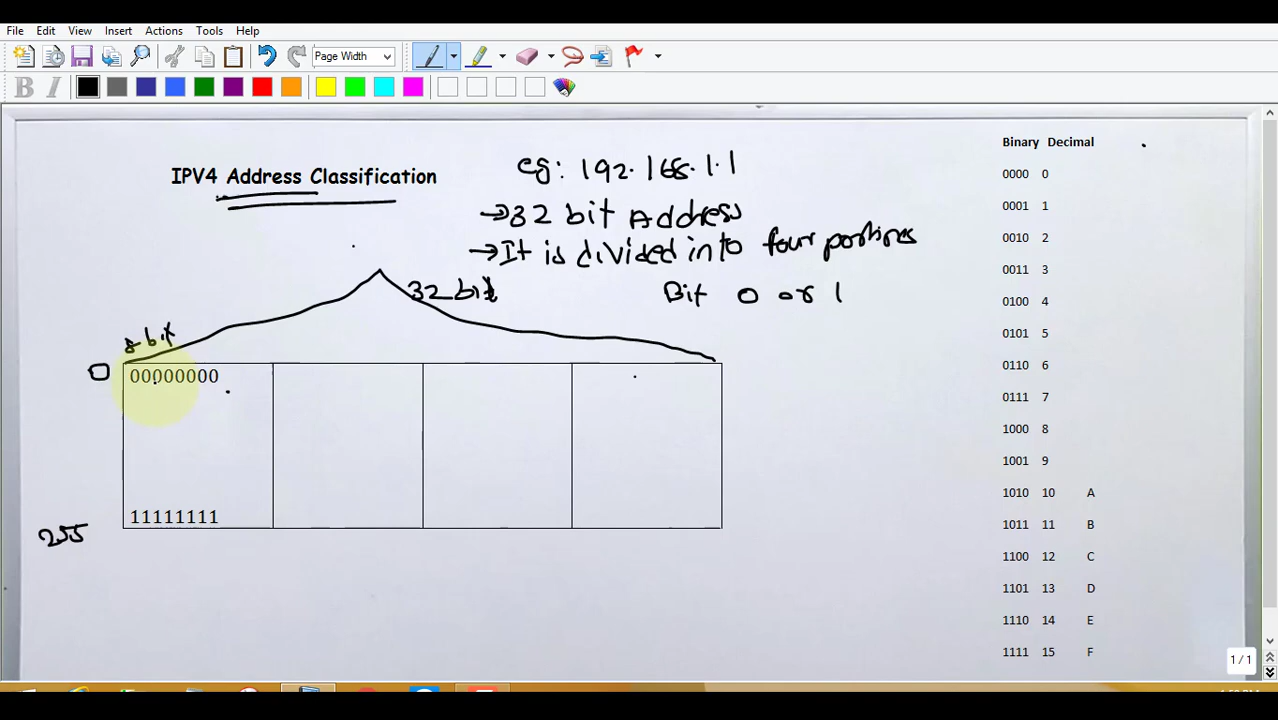 File Edit View Insert Actions Tools Help
Page Width
B I
IPV4 Address Classification
eg: 192.168.1.1
→32 bit Address
→It is divided into four portions
32 bit
Bit 0 or 1
8 bit
0
00000000
11111111
255
Binary Decimal
0000 0
0001 1
0010 2
0011 3
0100 4
0101 5
0110 6
0111 7
1000 8
1001 9
1010 10 A
1011 11 B
1100 12 C
1101 13 D
1110 14 E
1111 15 F
1/1